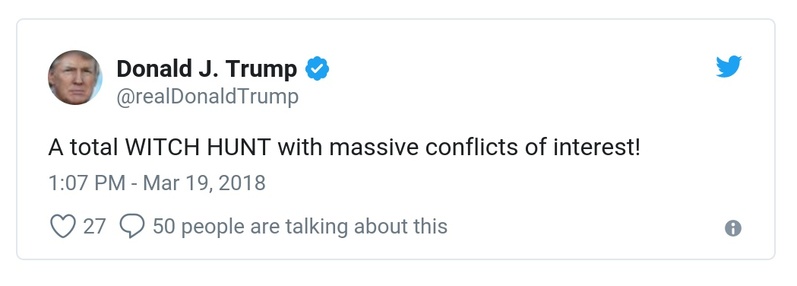 Donald J. Trump
@realDonaldTrump
A total WITCH HUNT with massive conflicts of interest!
1:07 PM - Mar 19, 2018
27 50 people are talking about this